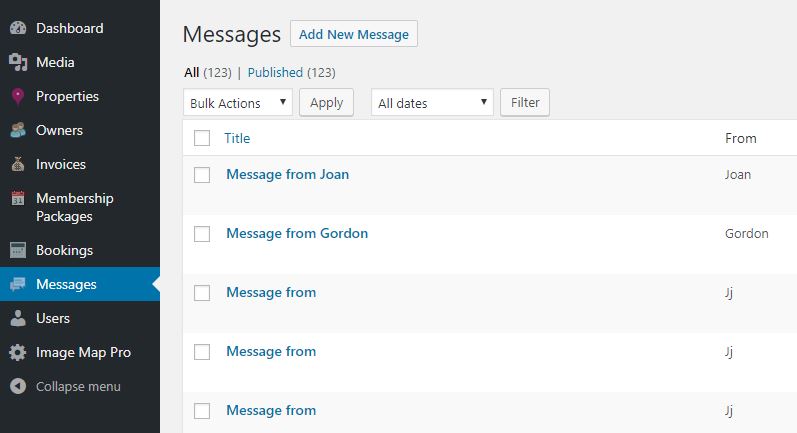 Dashboard
Media
Properties
Owners
Invoices
31
Membership
Packages
Bookings
Messages
Users
Image Map Pro
Collapse menu
Messages Add New Message
All (123) | Published (123)
Bulk Actions Apply All dates Filter
Title From
Message from Joan Joan
Message from Gordon Gordon
Message from Jj
Message from Jj
Message from Jj